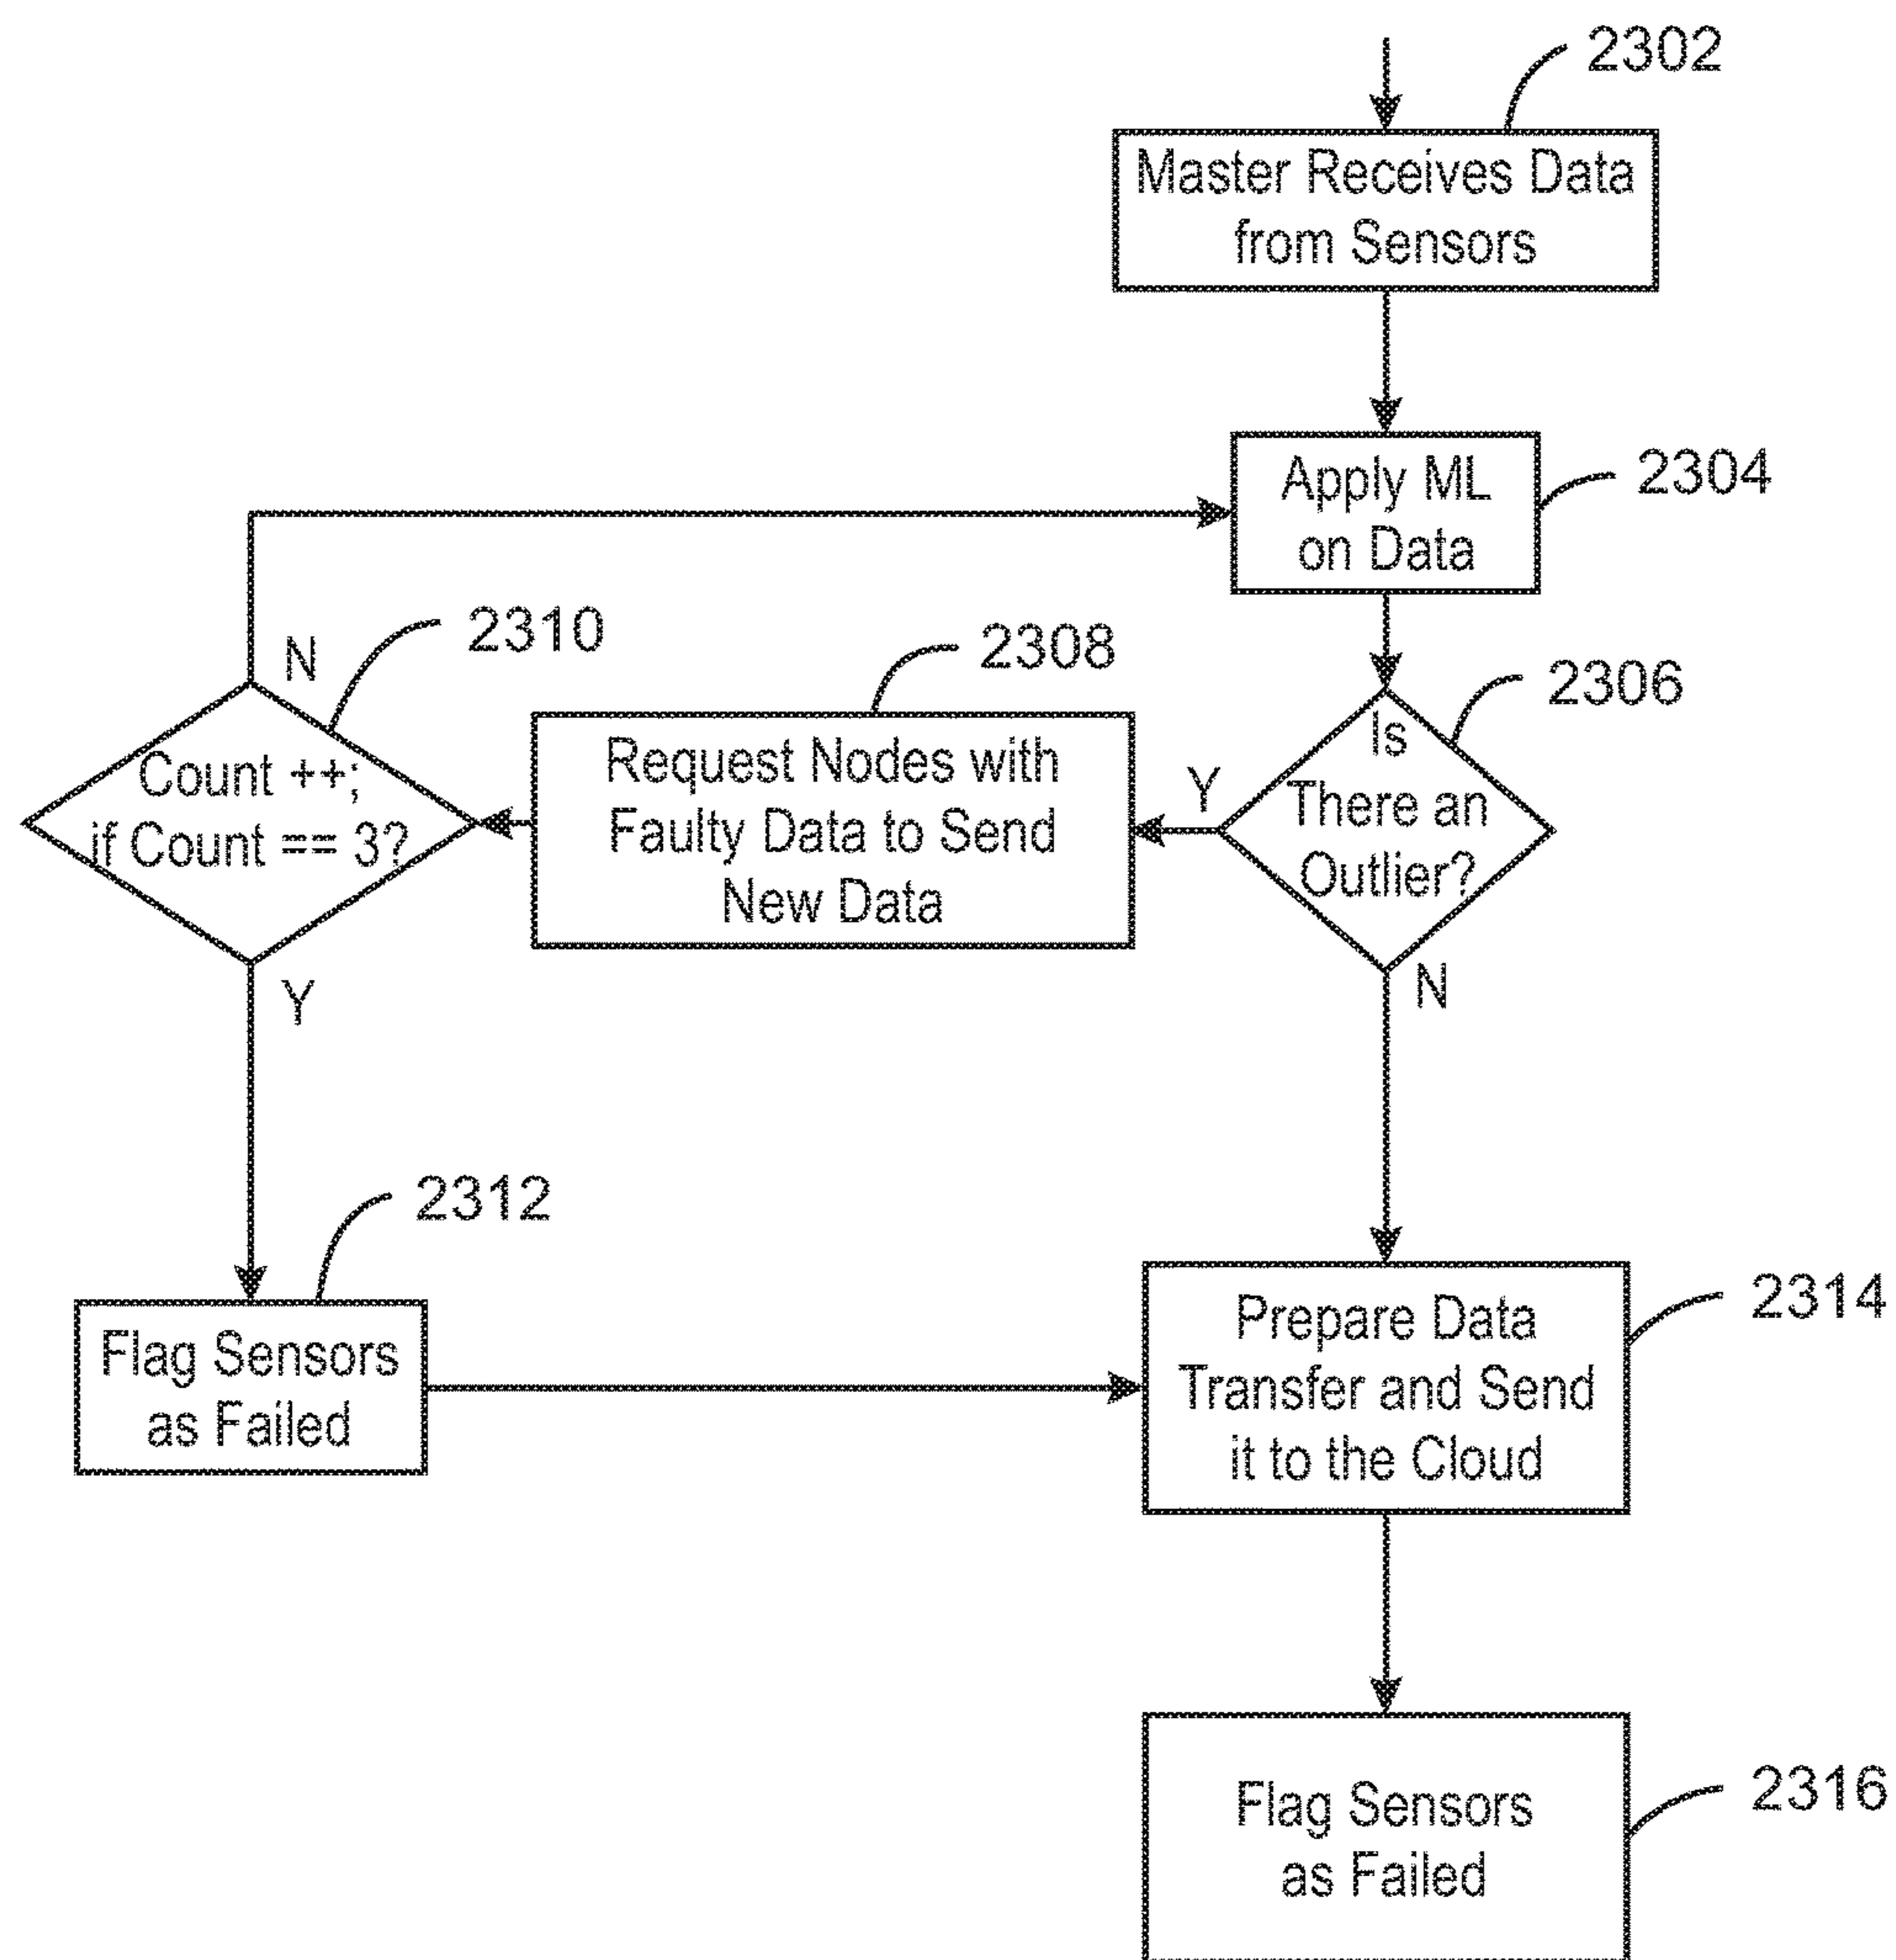 2302
Master Receives Data
from Sensors
Apply ML
on Data
2304
N
2310
2308
2306
Count ++;
if Count == 3?
Request Nodes with
Faulty Data to Send
New Data
Y
Is
There an
Outlier?
Y
N
2312
Flag Sensors
as Failed
Prepare Data
Transfer and Send
it to the Cloud
2314
Flag Sensors
as Failed
2316